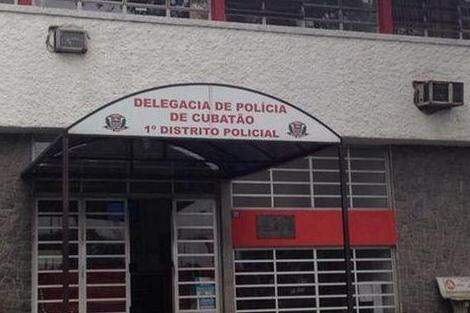 DELEGACIA DE POLÍCIA
DE CUBATÃO
1º DISTRITO POLICIAL